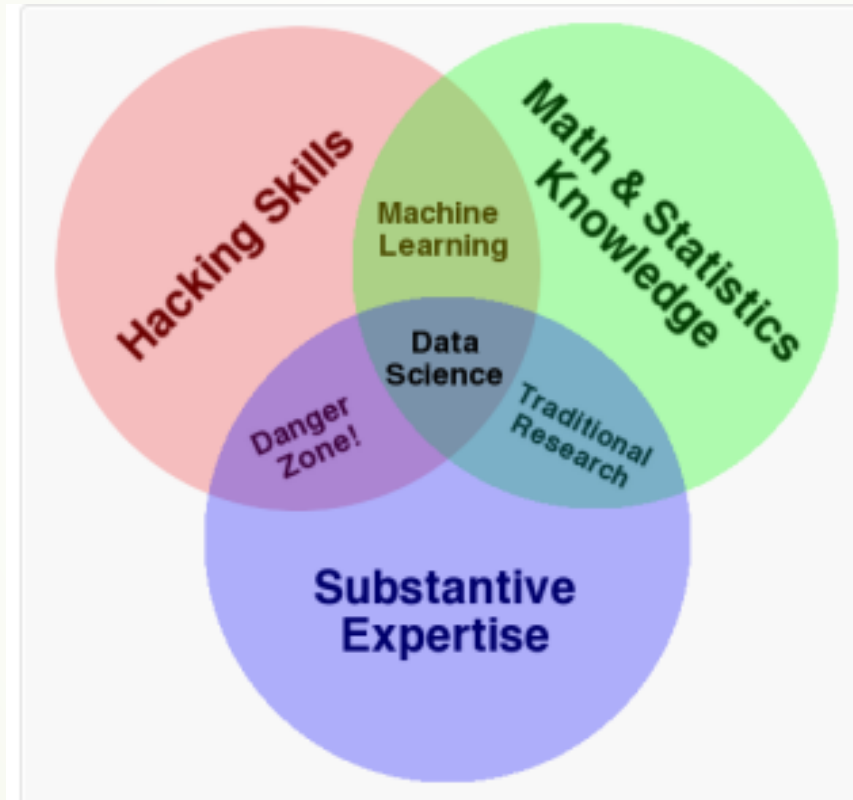 Hacking Skills
Math & Statistics
Knowledge
Machine
Learning
Data
Science
Danger
Zone!
Traditional
Research
Substantive
Expertise